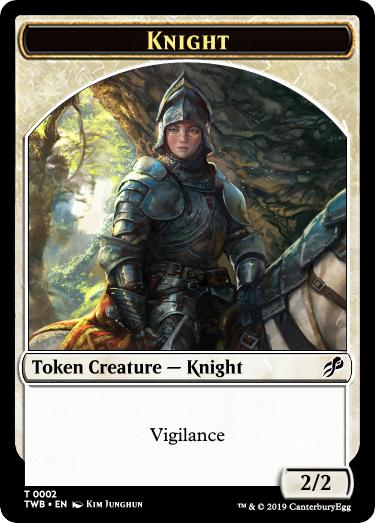 Knight
Token Creature — Knight
Vigilance
2/2
T 0002
TWB • EN Kim Junghun
™ & © 2019 CanterburyEgg